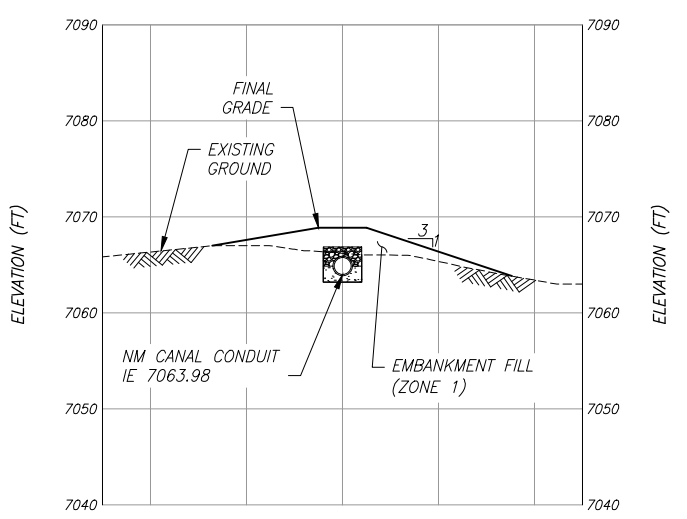 7090
7090
FINAL
GRADE
7080
7080
EXISTING
GROUND
7070
7070
3
1
ELEVATION (FT)
ELEVATION (FT)
7060
7060
NM CANAL CONDUIT
IE 7063.98
EMBANKMENT FILL
(ZONE 1)
7050
7050
7040
7040